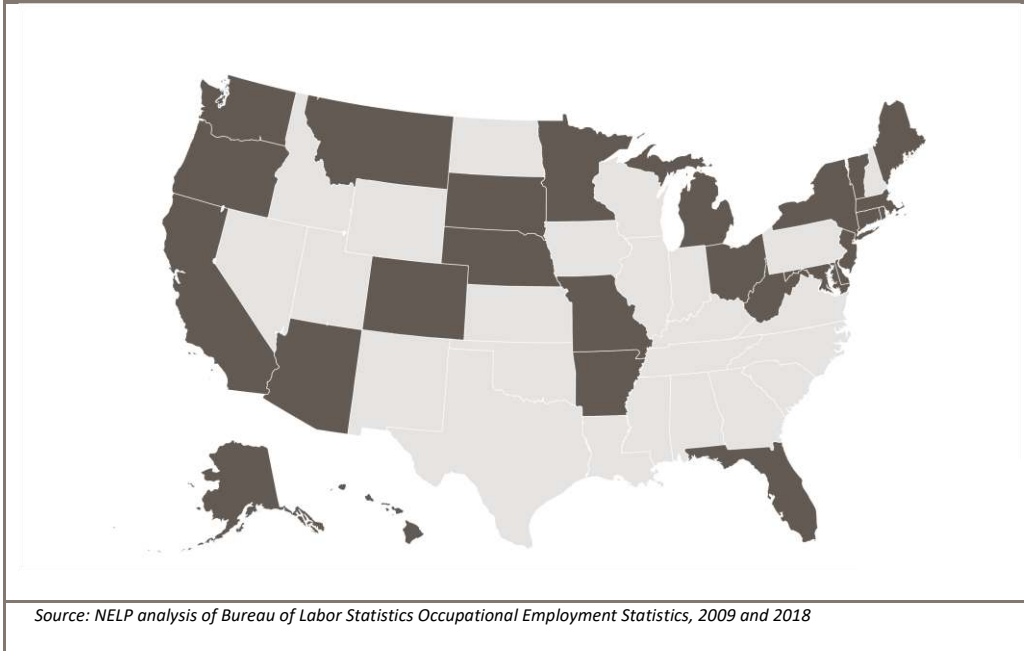 Source: NELP analysis of Bureau of Labor Statistics Occupational Employment Statistics, 2009 and 2018